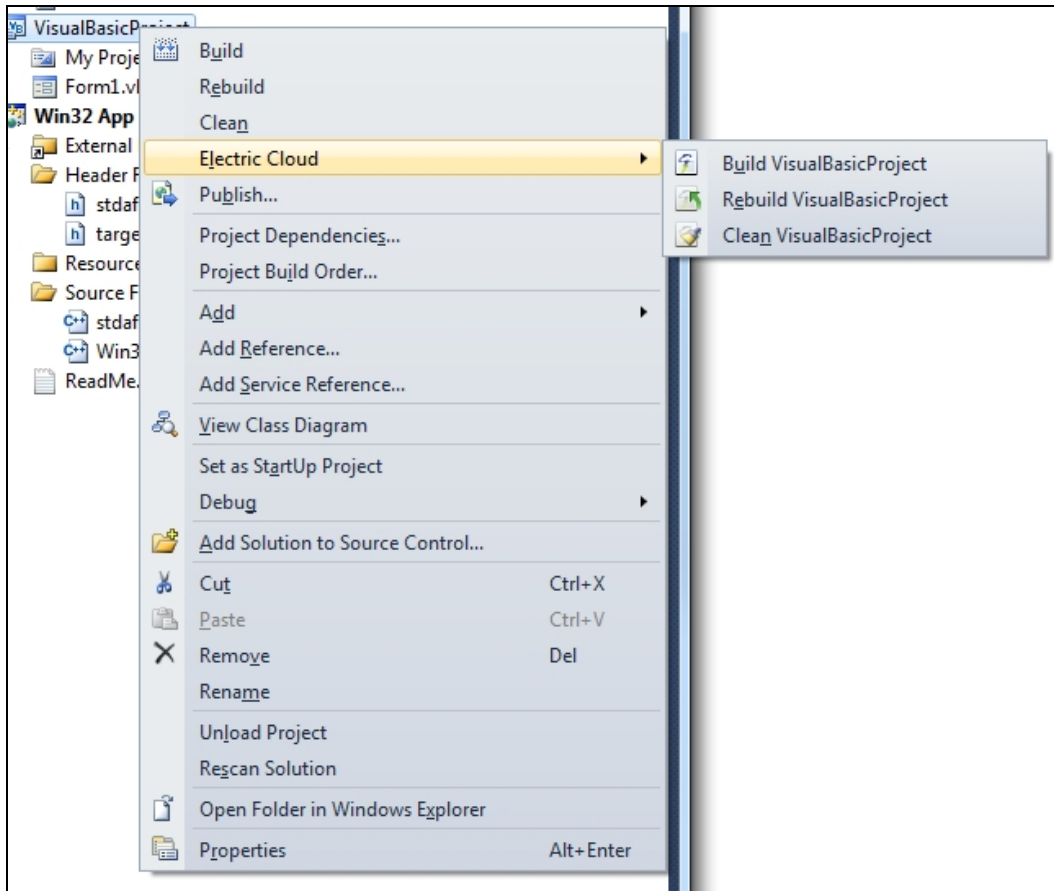 VisualBasicProject
My Proje
Form1.vb
Win32 App
External
Header F
h stdaf
h targe
Resource
Source F
C++ stdaf
C++ Win3
ReadMe.
Build
Rebuild
Clean
Electric Cloud
Publish...
Project Dependencies...
Project Build Order...
Add
Add Reference...
Add Service Reference...
View Class Diagram
Set as StartUp Project
Debug
Add Solution to Source Control...
Cut Ctrl+X
Paste Ctrl+V
Remove Del
Rename
Unload Project
Rescan Solution
Open Folder in Windows Explorer
Properties Alt+Enter
Build VisualBasicProject
Rebuild VisualBasicProject
Clean VisualBasicProject